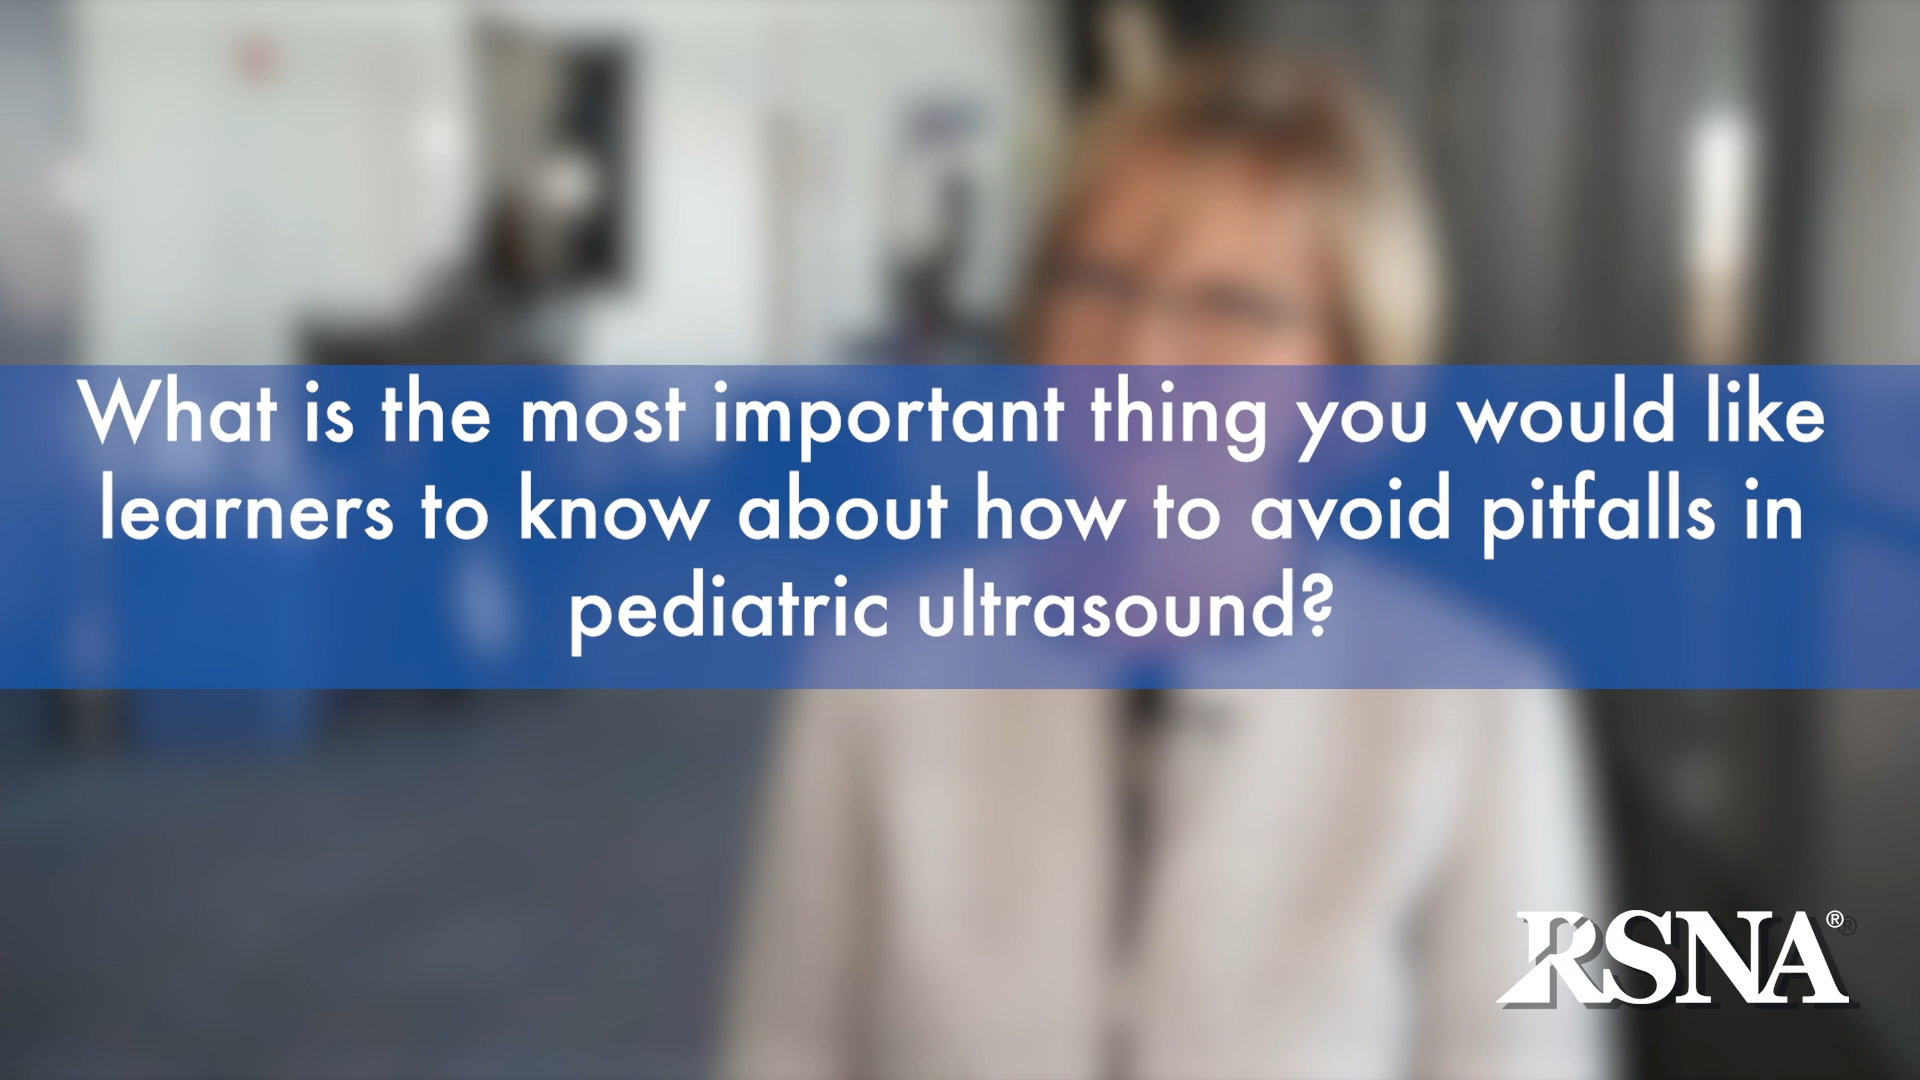 What is the most important thing you would like
learners to know about how to avoid pitfalls in
pediatric ultrasound?
RSNA®